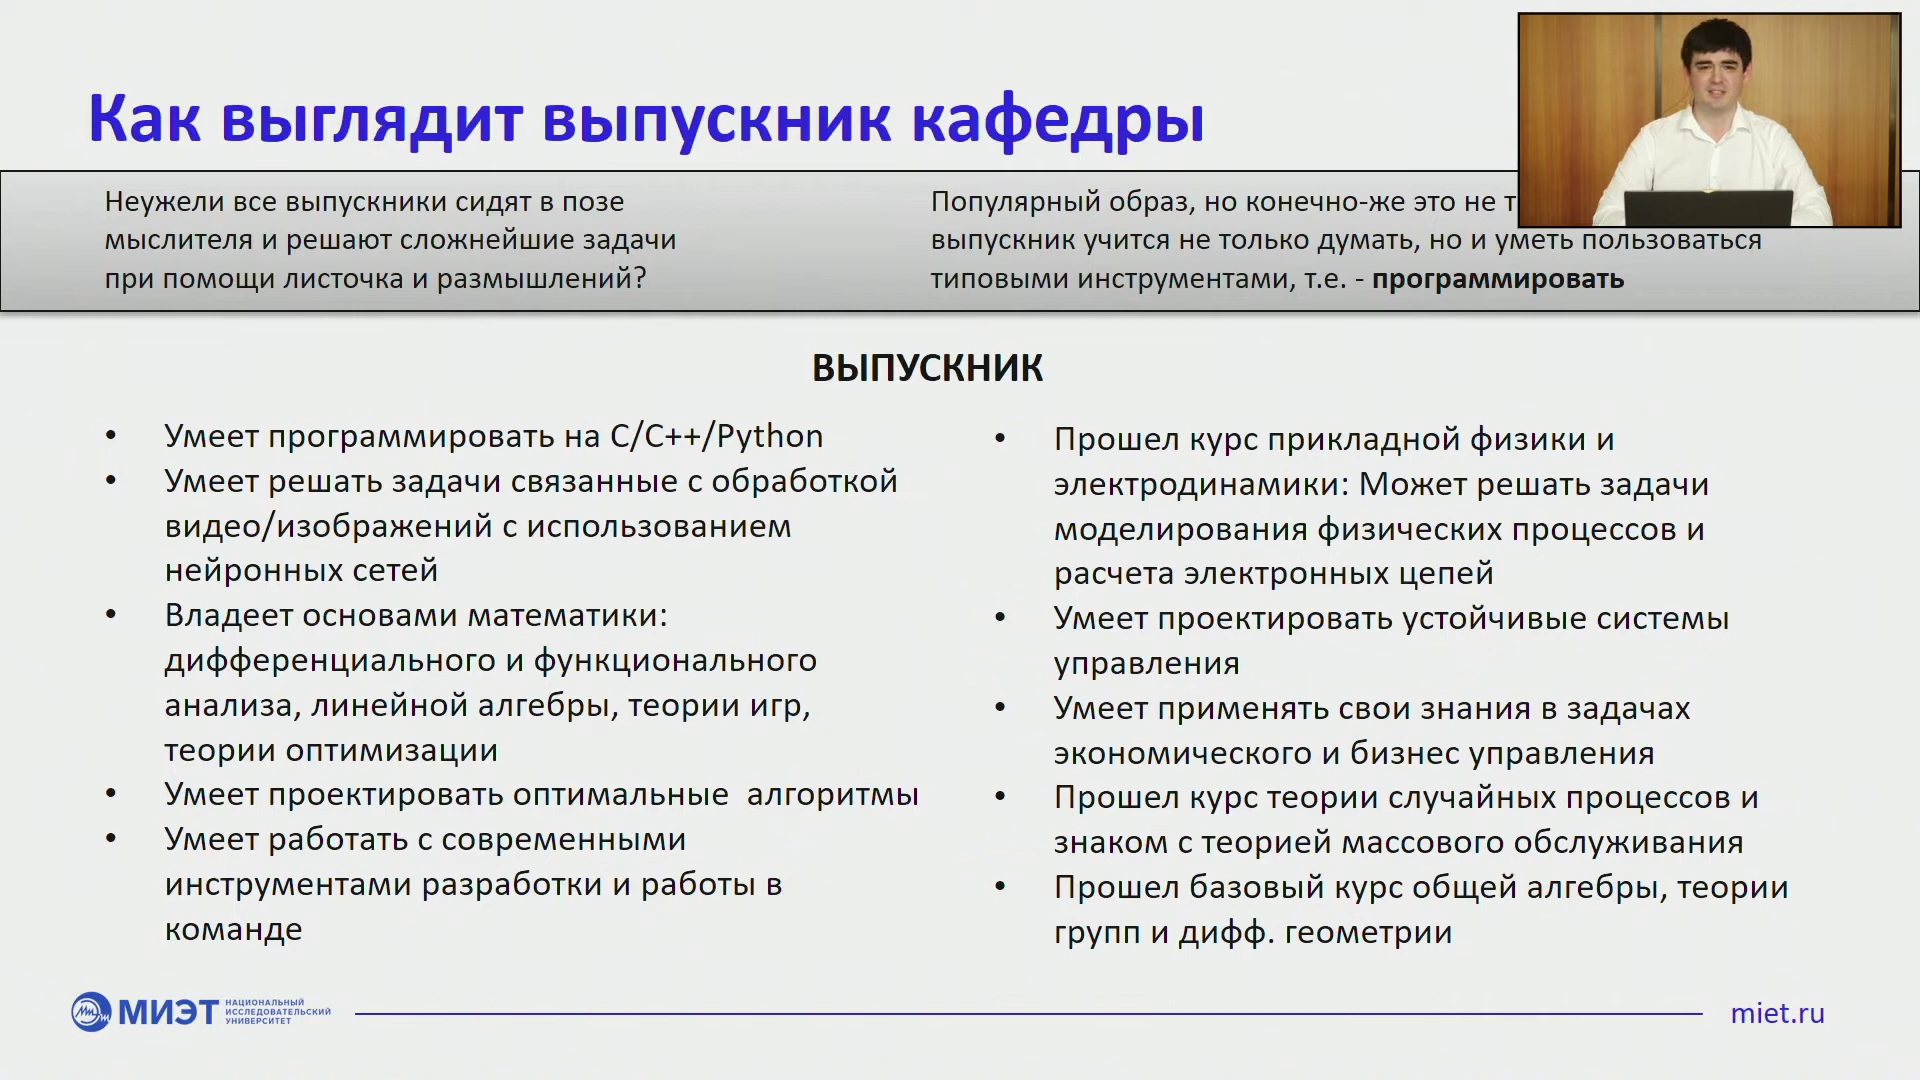 Как выглядит выпускник кафедры
Неужели все выпускники сидят в позе
мыслителя и решают сложнейшие задачи
при помощи листочка и размышлений?
Популярный образ, но конечно-же это не
выпускник учится не только думать, но и уметь пользоваться
типовыми инструментами, т.е. - программировать
ВЫПУСКНИК
• Умеет программировать на C/C++/Python
• Умеет решать задачи связанные с обработкой
видео/изображений с использованием
нейронных сетей
• Владеет основами математики:
дифференциального и функционального
анализа, линейной алгебры, теории игр,
теории оптимизации
• Умеет проектировать оптимальные  алгоритмы
• Умеет работать с современными
инструментами разработки и работы в
команде
• Прошел курс прикладной физики и
электродинамики: Может решать задачи
моделирования физических процессов и
расчета электронных цепей
• Умеет проектировать устойчивые системы
управления
• Умеет применять свои знания в задачах
экономического и бизнес управления
• Прошел курс теории случайных процессов и
знаком с теорией массового обслуживания
• Прошел базовый курс общей алгебры, теории
групп и дифф. геометрии
МИЭТ
НАЦИОНАЛЬНЫЙ
ИССЛЕДОВАТЕЛЬСКИЙ
УНИВЕРСИТЕТ
miet.ru